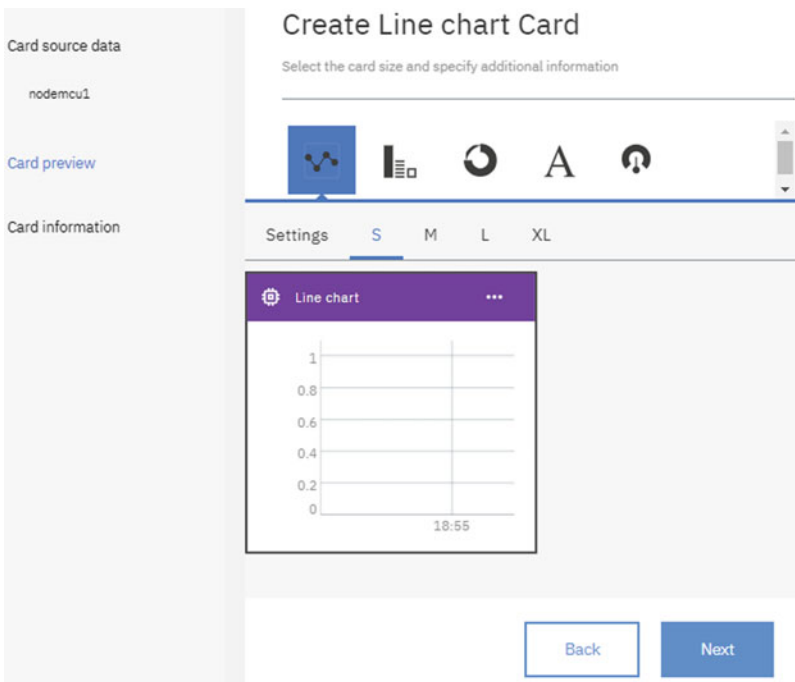 Create Line chart Card
Select the card size and specify additional information
Card source data
nodemcu1
Card preview
Card information
A
Settings S M L XL
Line chart
1
0.8
0.6
0.4
0.2
0
18:55
Back Next